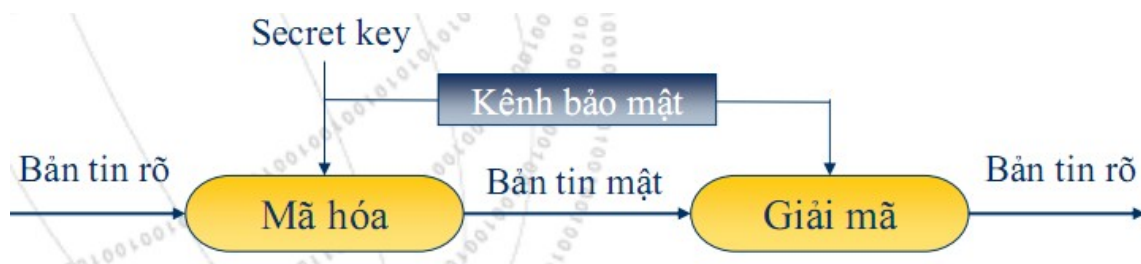 Secret key
Kênh bảo mật
Bản tin rõ
Mã hóa
Bản tin mật
Giải mã
Bản tin rõ